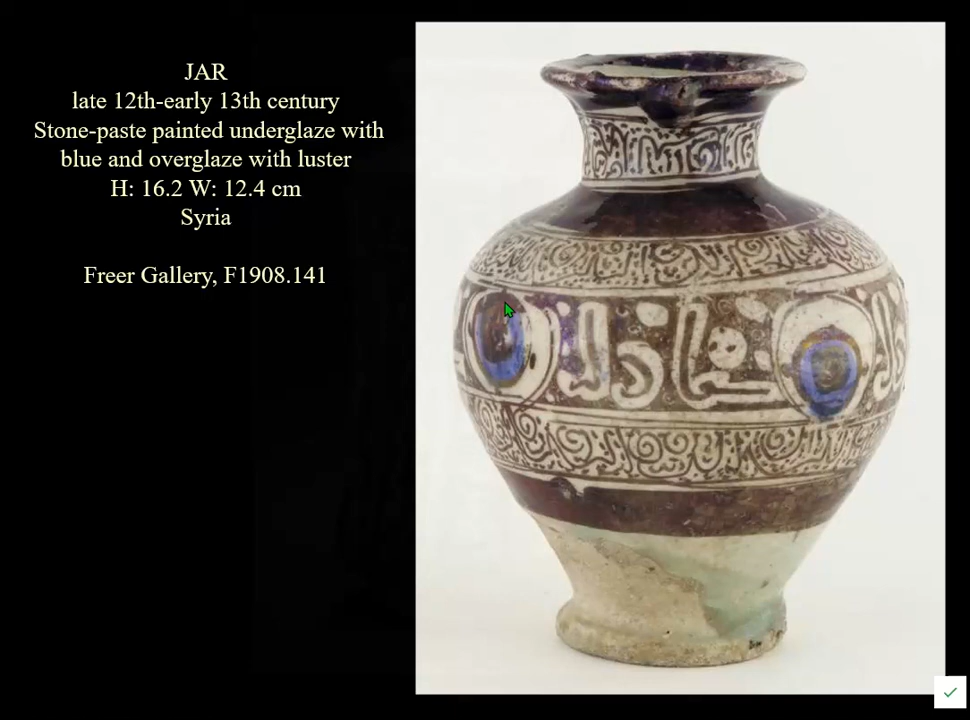 JAR
late 12th-early 13th century
Stone-paste painted underglaze with
blue and overglaze with luster
H: 16.2 W: 12.4 cm
Syria
Freer Gallery, F1908.141